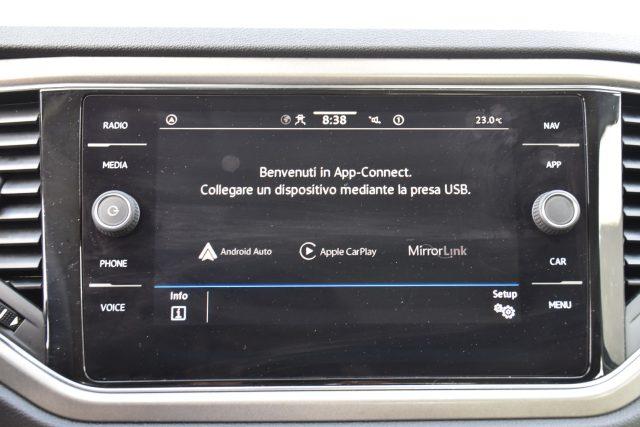 RADIO
MEDIA
PHONE
VOICE
8:38
1
23.0°C
Benvenuti in App-Connect.
Collegare un dispositivo mediante la presa USB.
Android Auto
Apple CarPlay
MirrorLink
Info
i
Setup
NAV
APP
CAR
MENU